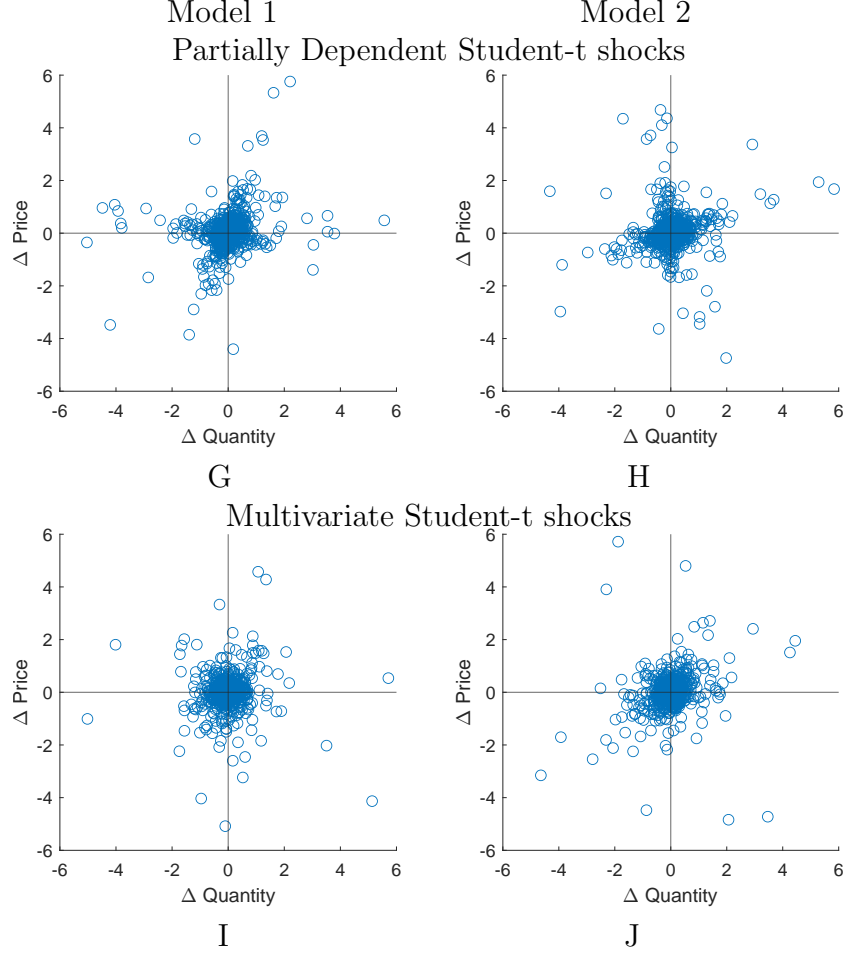 Model 1 Model 2
Partially Dependent Student-t shocks
6 6
4 4
2 2
0 0
-2 -2
-4 -4
-6 -6
Δ Price Δ Price
-6 -4 -2 0 2 4 6 -6 -4 -2 0 2 4 6
Δ Quantity Δ Quantity
G H
Multivariate Student-t shocks
6 6
4 4
2 2
0 0
-2 -2
-4 -4
-6 -6
Δ Price Δ Price
-6 -4 -2 0 2 4 6 -6 -4 -2 0 2 4 6
Δ Quantity Δ Quantity
I J